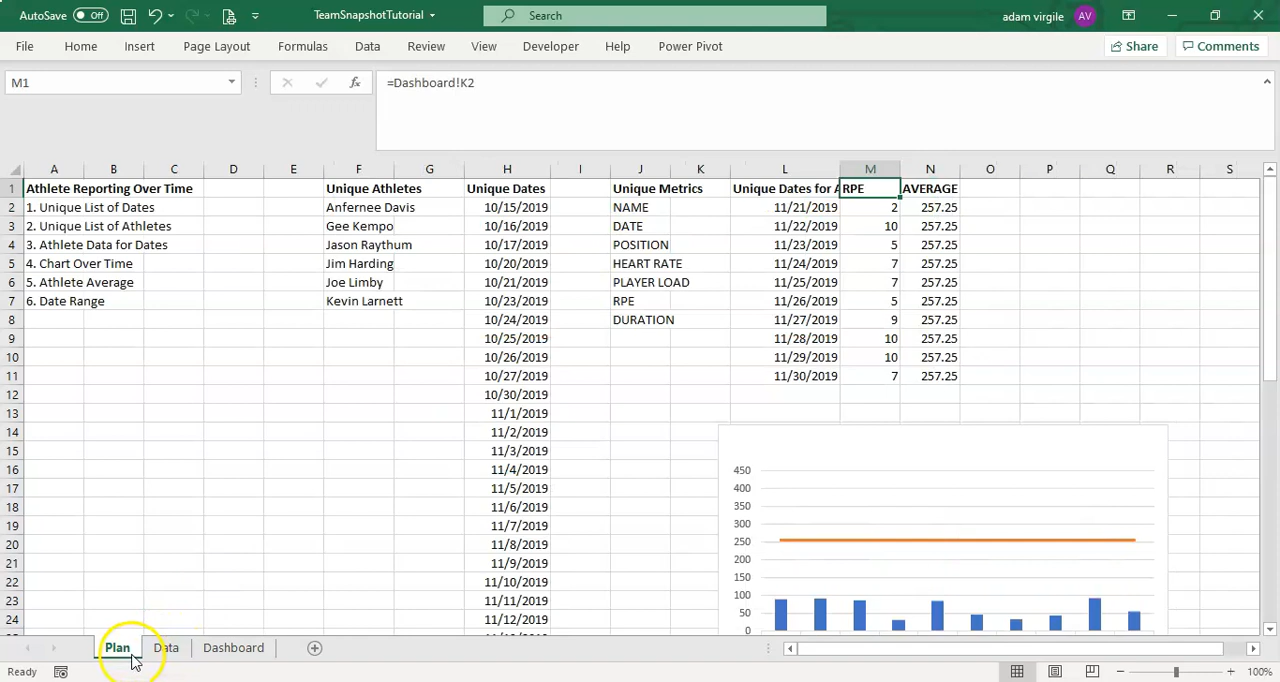 AutoSave Off TeamSnapshotTutorial Search adam virgile AV
File Home Insert Page Layout Formulas Data Review View Developer Help Power Pivot Share Comments
M1 fx =Dashboard!K2
A B C D E F G H I J K L M N O P Q R S
1 Athlete Reporting Over Time Unique Athletes Unique Dates Unique Metrics Unique Dates for A RPE AVERAGE
2 1. Unique List of Dates Anfernee Davis 10/15/2019 NAME 11/21/2019 2 257.25
3 2. Unique List of Athletes Gee Kempo 10/16/2019 DATE 11/22/2019 10 257.25
4 3. Athlete Data for Dates Jason Raythum 10/17/2019 POSITION 11/23/2019 5 257.25
5 4. Chart Over Time Jim Harding 10/20/2019 HEART RATE 11/24/2019 7 257.25
6 5. Athlete Average Joe Limby 10/21/2019 PLAYER LOAD 11/25/2019 7 257.25
7 6. Date Range Kevin Larnett 10/23/2019 RPE 11/26/2019 5 257.25
8 10/24/2019 DURATION 11/27/2019 9 257.25
9 10/25/2019 11/28/2019 10 257.25
10 10/26/2019 11/29/2019 10 257.25
11 10/27/2019 11/30/2019 7 257.25
12 10/30/2019
13 11/1/2019
14 11/2/2019
15 11/3/2019
16 11/4/2019 450
17 11/5/2019 400
18 11/6/2019 350
19 11/7/2019 300
20 11/8/2019 250
21 11/9/2019 200
22 11/10/2019 150
23 11/11/2019 100
24 11/12/2019 50
0
Plan Data Dashboard
Ready 100%